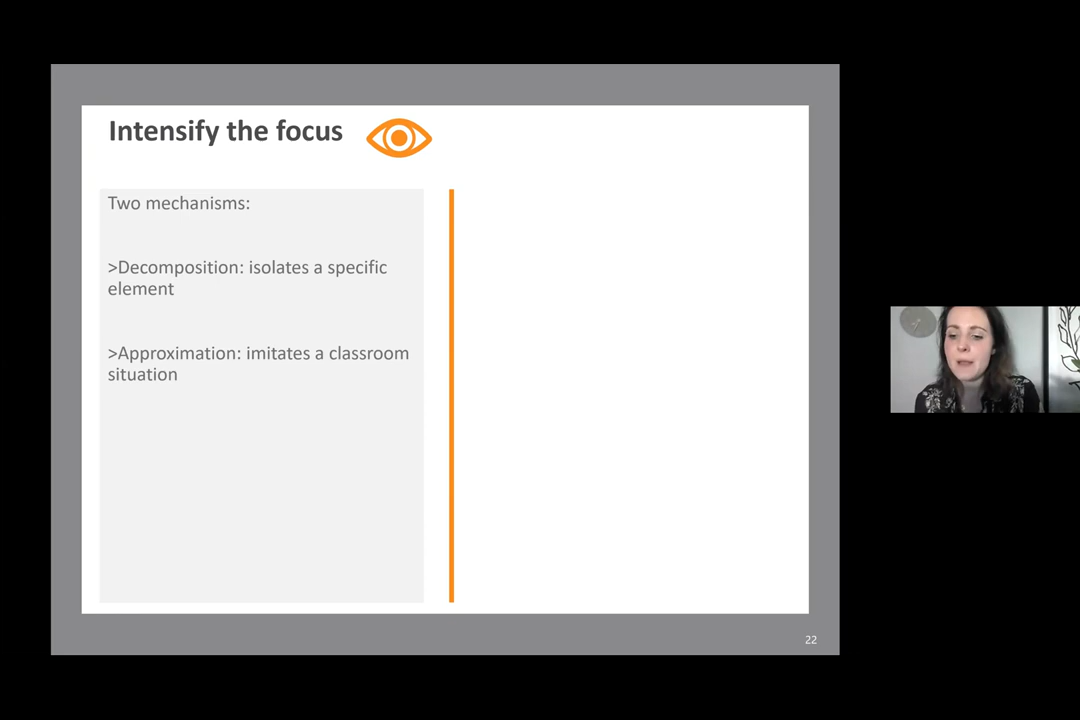 Intensify the focus
Two mechanisms:
>Decomposition: isolates a specific
element
>Approximation: imitates a classroom
situation
22